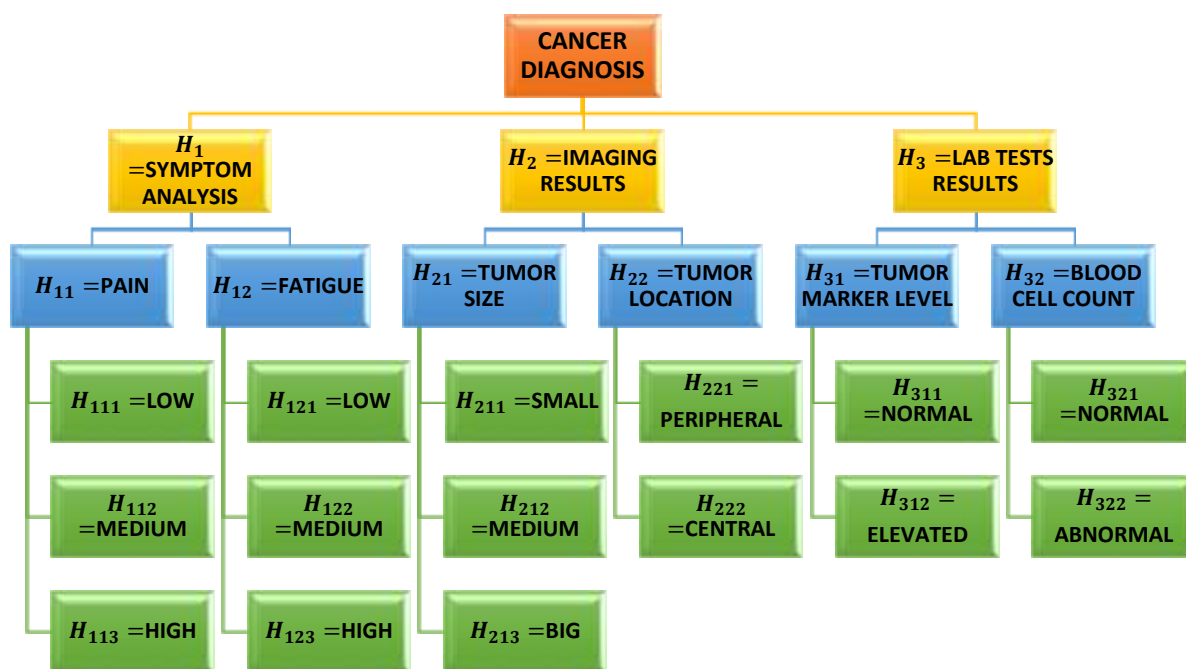 CANCER
DIAGNOSIS
H₁
=SYMPTOM
ANALYSIS
H₂ =IMAGING
RESULTS
H₃ =LAB TESTS
RESULTS
H₁₁ =PAIN
H₁₂ =FATIGUE
H₂₁ =TUMOR
SIZE
H₂₂ =TUMOR
LOCATION
H₃₁ =TUMOR
MARKER LEVEL
H₃₂ =BLOOD
CELL COUNT
H₁₁₁ =LOW
H₁₂₁ =LOW
H₂₁₁ =SMALL
H₂₂₁ =
PERIPHERAL
H₃₁₁
=NORMAL
H₃₂₁
=NORMAL
H₁₁₂
=MEDIUM
H₁₂₂
=MEDIUM
H₂₁₂
=MEDIUM
H₂₂₂
=CENTRAL
H₃₁₂ =
ELEVATED
H₃₂₂ =
ABNORMAL
H₁₁₃ =HIGH
H₁₂₃ =HIGH
H₂₁₃ =BIG